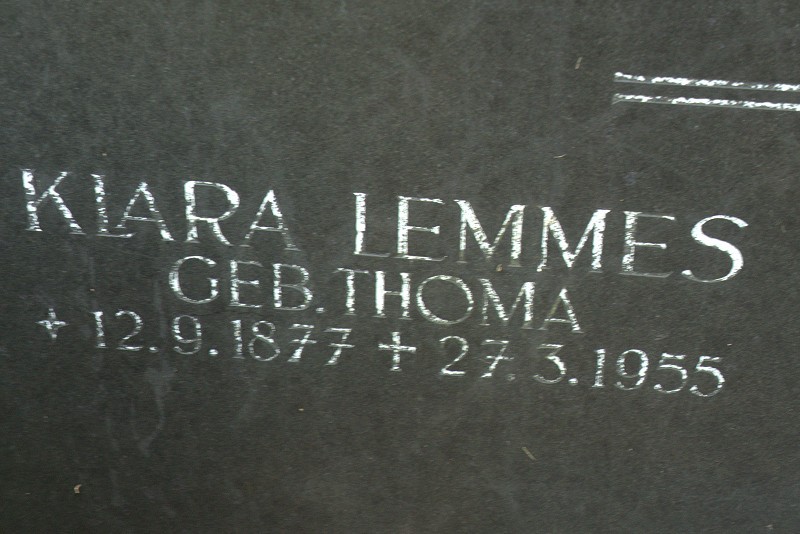 KLARA LEMMES
GEB. THOMA
✦ 12.9.1877 ✝ 27.3.1955